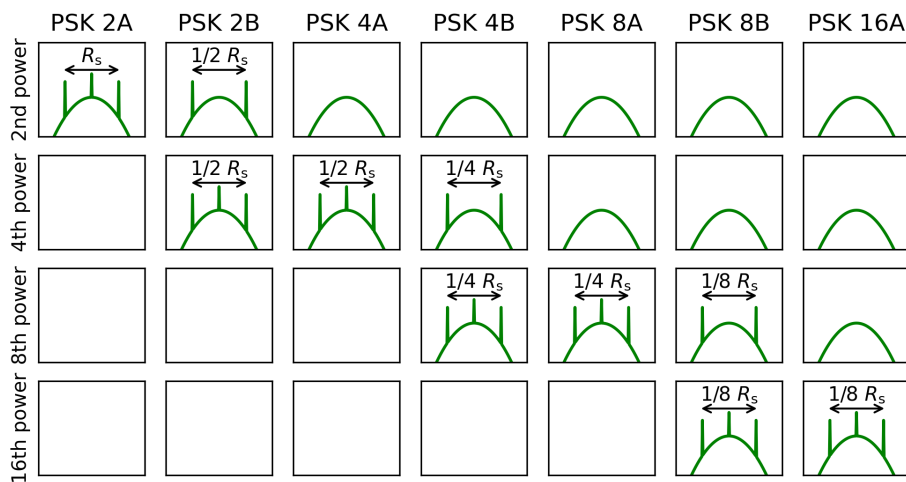 PSK 2A PSK 2B PSK 4A PSK 4B PSK 8A PSK 8B PSK 16A
2nd power
Rs 1/2 Rs
4th power
1/2 Rs 1/2 Rs 1/4 Rs
8th power
1/4 Rs 1/4 Rs 1/8 Rs
16th power
1/8 Rs 1/8 Rs